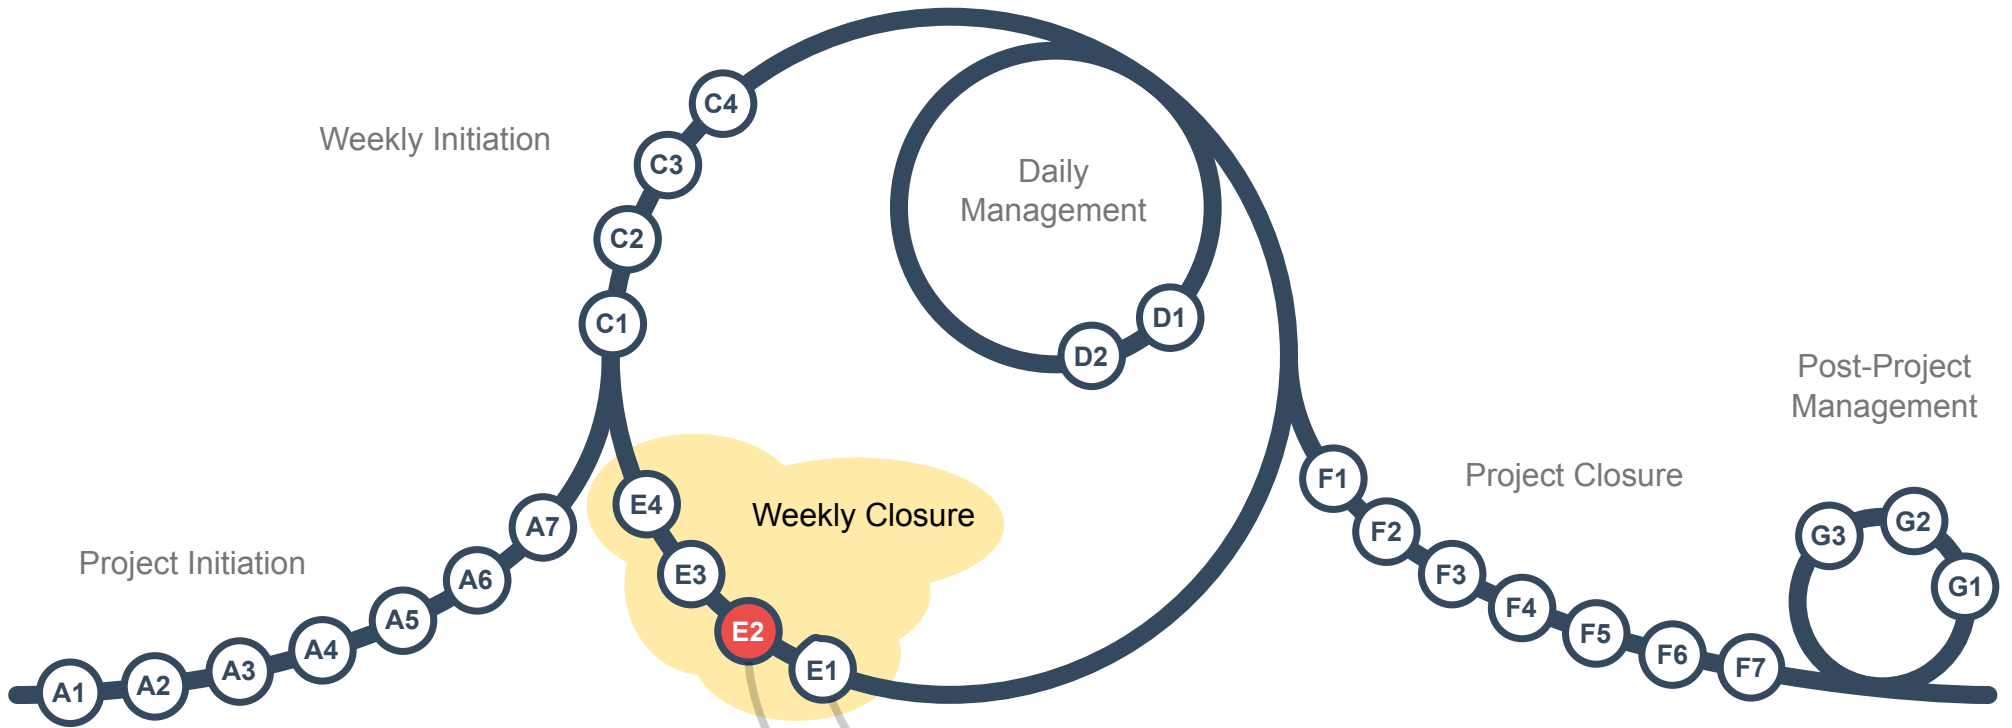 Project Initiation
A1
A2
A3
A4
A5
A6
A7
Weekly Initiation
C1
C2
C3
C4
Daily
Management
D1
D2
Weekly Closure
E1
E2
E3
E4
Project Closure
F1
F2
F3
F4
F5
F6
F7
Post-Project
Management
G1
G2
G3